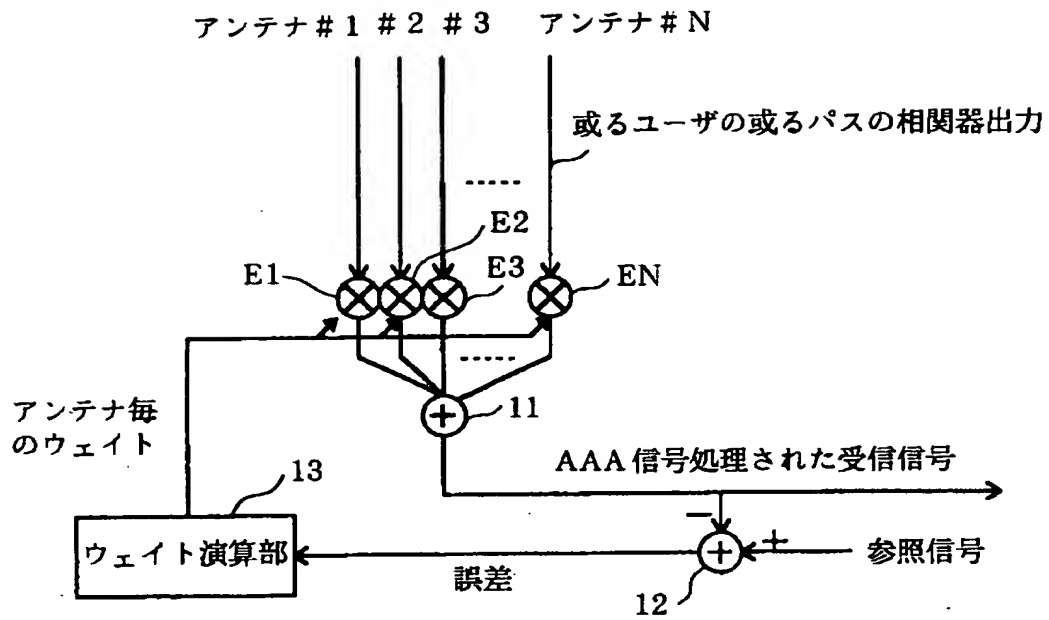 アンテナ＃1 ＃2 ＃3 アンテナ＃N
或るユーザの或るパスの相関器出力
E2
E1
E3
EN
アンテナ毎
のウェイト
11
AAA信号処理された受信信号
13
−
ウェイト演算部
+
参照信号
誤差
12